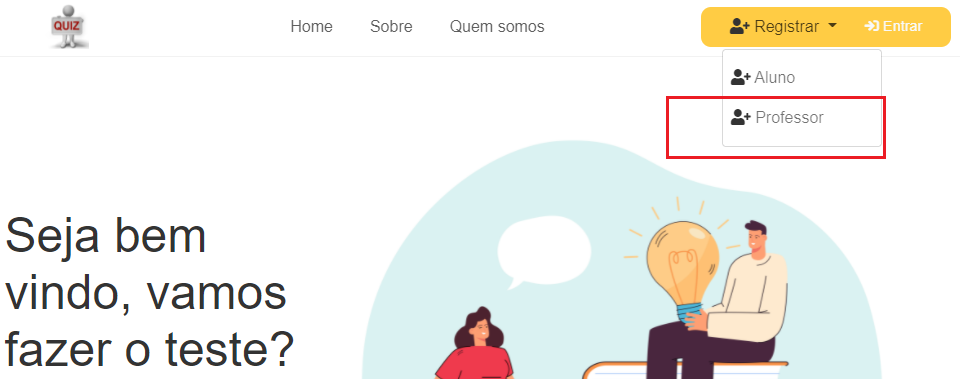 QUIZ
Home Sobre Quem somos Registrar Entrar
Aluno
Professor
Seja bem
vindo, vamos
fazer o teste?